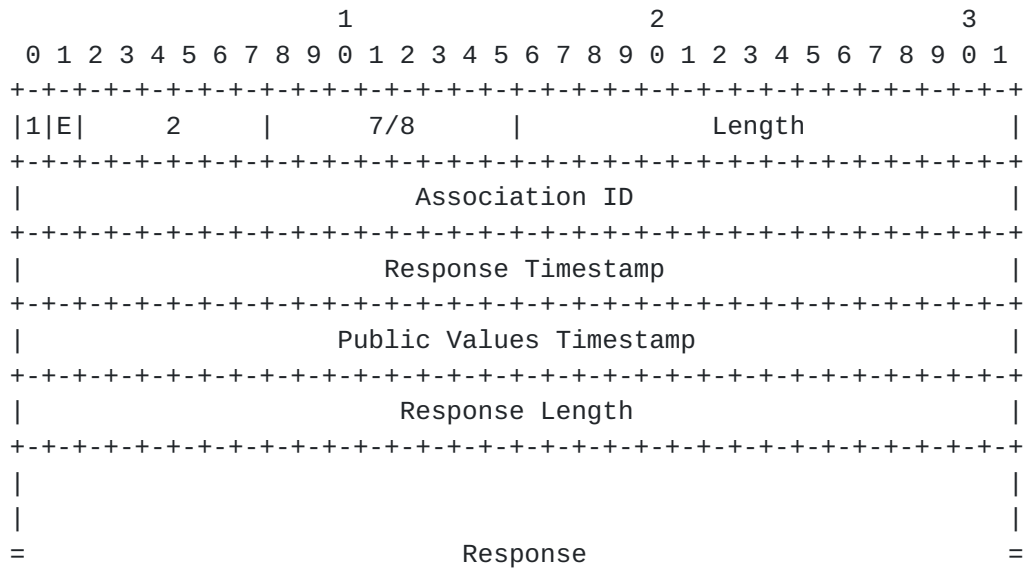 1                   2                   3
 0 1 2 3 4 5 6 7 8 9 0 1 2 3 4 5 6 7 8 9 0 1 2 3 4 5 6 7 8 9 0 1
+-+-+-+-+-+-+-+-+-+-+-+-+-+-+-+-+-+-+-+-+-+-+-+-+-+-+-+-+-+-+-+-+
|1|E|     2     |      7/8      |            Length             |
+-+-+-+-+-+-+-+-+-+-+-+-+-+-+-+-+-+-+-+-+-+-+-+-+-+-+-+-+-+-+-+-+
|                         Association ID                        |
+-+-+-+-+-+-+-+-+-+-+-+-+-+-+-+-+-+-+-+-+-+-+-+-+-+-+-+-+-+-+-+-+
|                       Response Timestamp                      |
+-+-+-+-+-+-+-+-+-+-+-+-+-+-+-+-+-+-+-+-+-+-+-+-+-+-+-+-+-+-+-+-+
|                    Public Values Timestamp                    |
+-+-+-+-+-+-+-+-+-+-+-+-+-+-+-+-+-+-+-+-+-+-+-+-+-+-+-+-+-+-+-+-+
|                        Response Length                        |
+-+-+-+-+-+-+-+-+-+-+-+-+-+-+-+-+-+-+-+-+-+-+-+-+-+-+-+-+-+-+-+-+
|                                                               |
|                                                               |
=                            Response                           =